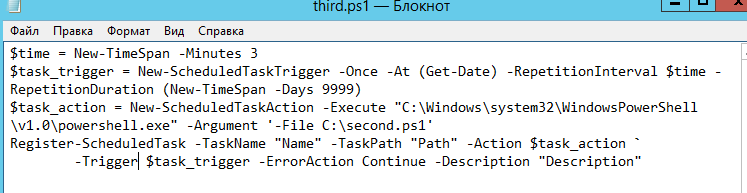 third.ps1 — Блокнот
Файл Правка Формат Вид Справка
$time = New-TimeSpan -Minutes 3
$task_trigger = New-ScheduledTaskTrigger -Once -At (Get-Date) -RepetitionInterval $time -
RepetitionDuration (New-TimeSpan -Days 9999)
$task_action = New-ScheduledTaskAction -Execute "C:\Windows\system32\WindowsPowerShell
\v1.0\powershell.exe" -Argument '-File C:\second.ps1'
Register-ScheduledTask -TaskName "Name" -TaskPath "Path" -Action $task_action `
-Trigger $task_trigger -ErrorAction Continue -Description "Description"